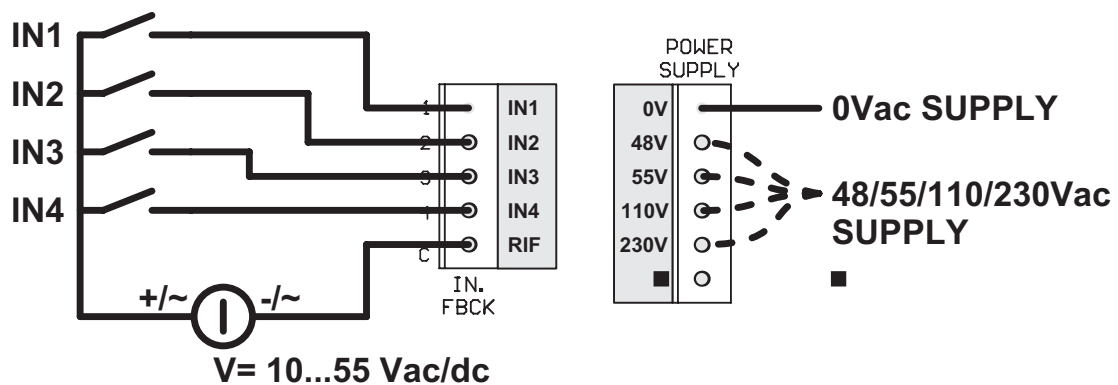 IN1
IN2
IN3
IN4
+/~
-/~
V= 10...55 Vac/dc
1
2
3
4
C
IN1
IN2
IN3
IN4
RIF
IN.
FBCK
POWER
SUPPLY
0V
48V
55V
110V
230V
■
0Vac SUPPLY
48/55/110/230Vac
SUPPLY
■